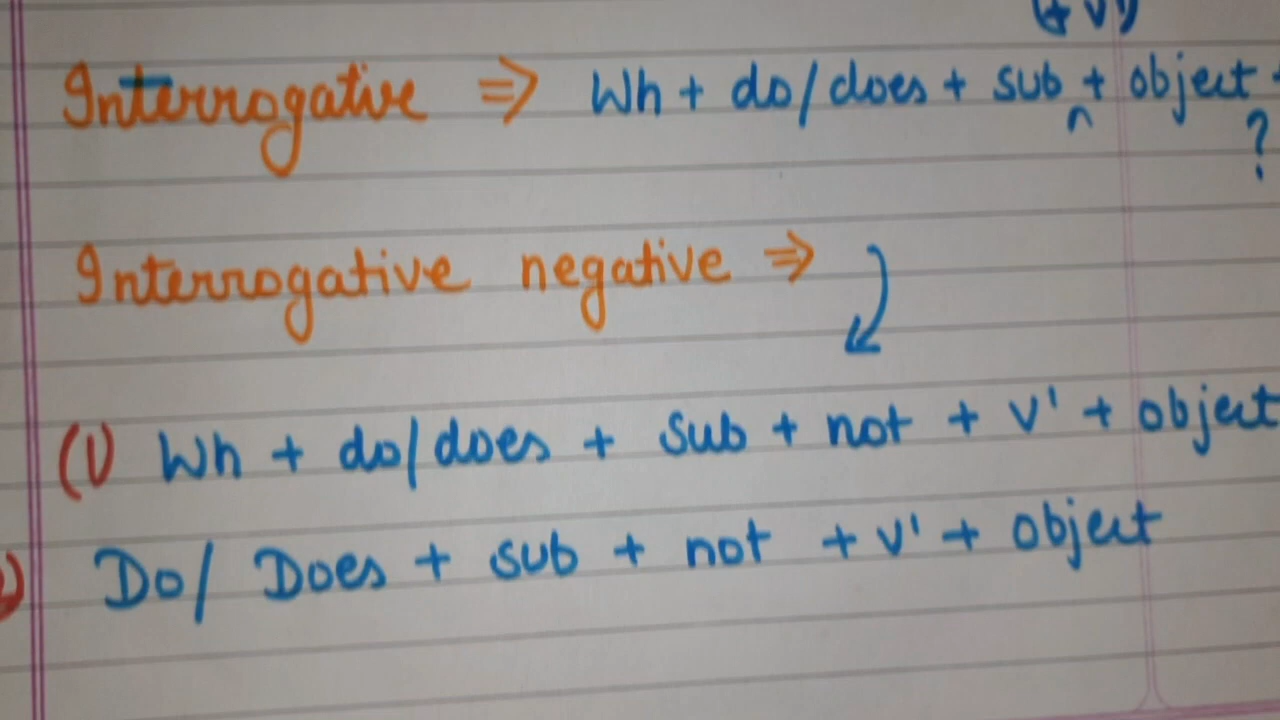 (+ V')
Interrogative ⇒ Wh + do/does + sub + object +
^
?
Interrogative negative ⇒
(1) Wh + do/does + sub + not + V' + object
Do/ Does + sub + not + V' + object